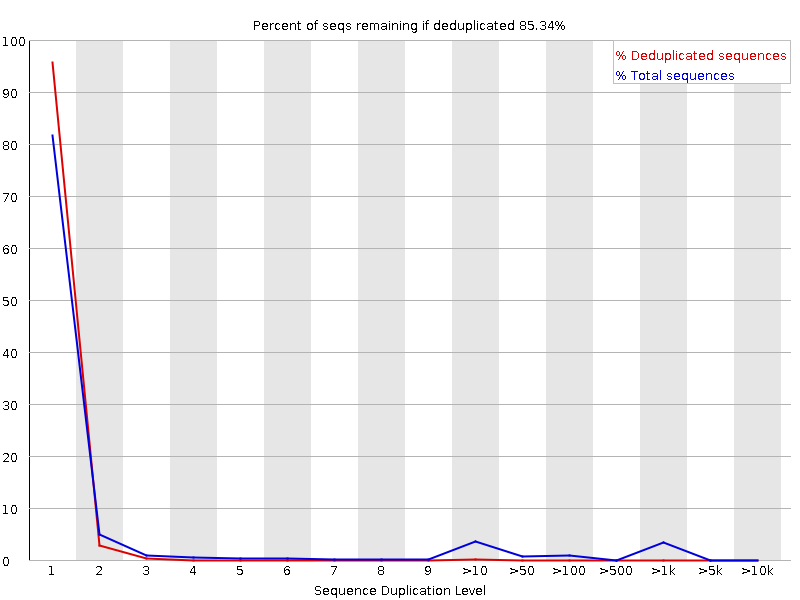 Percent of seqs remaining if deduplicated 85.34%
% Deduplicated sequences
% Total sequences
100
90
80
70
60
50
40
30
20
10
0
1 2 3 4 5 6 7 8 9 >10 >50 >100 >500 >1k >5k >10k
Sequence Duplication Level